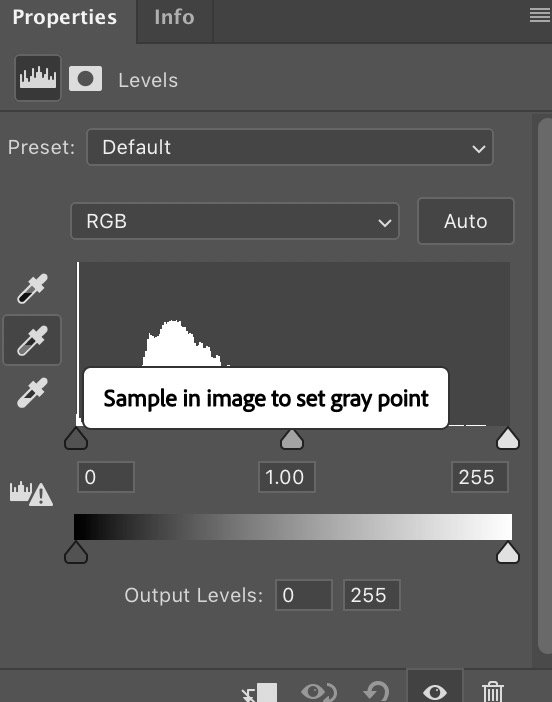 Properties Info
Levels
Preset: Default
RGB Auto
Sample in image to set gray point
0 1.00 255
Output Levels: 0 255